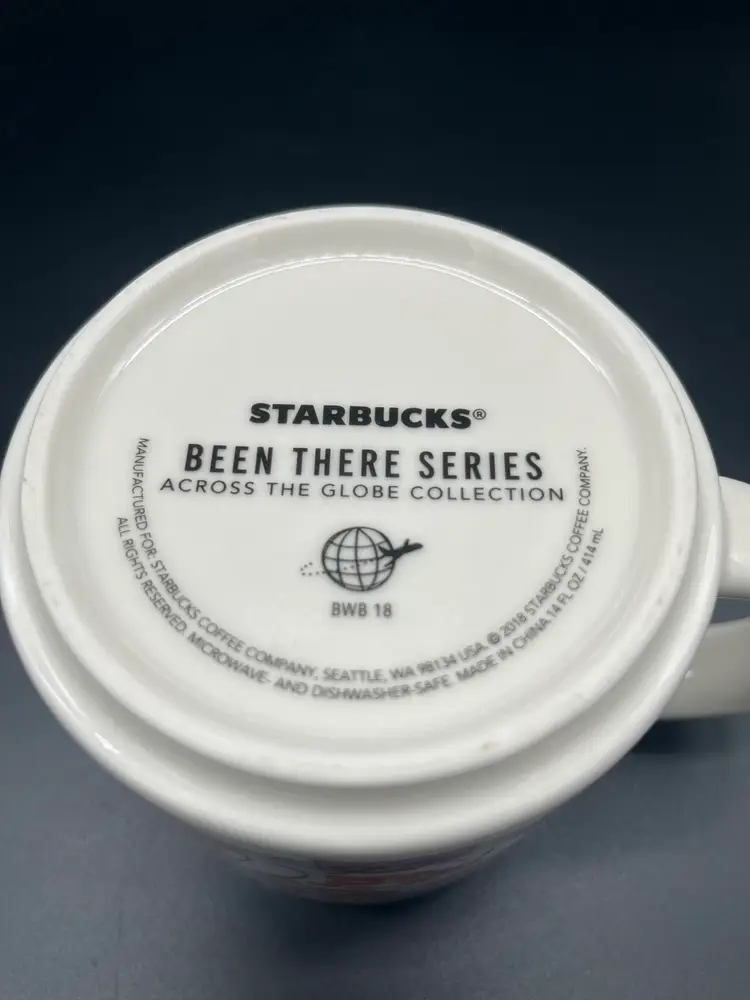 STARBUCKS®
BEEN THERE SERIES
ACROSS THE GLOBE COLLECTION
BWB 18
MANUFACTURED FOR: STARBUCKS COFFEE COMPANY, SEATTLE, WA 98134 USA. © 2018 STARBUCKS COFFEE COMPANY.
ALL RIGHTS RESERVED. MICROWAVE- AND DISHWASHER-SAFE. MADE IN CHINA 14 FL OZ / 414 mL